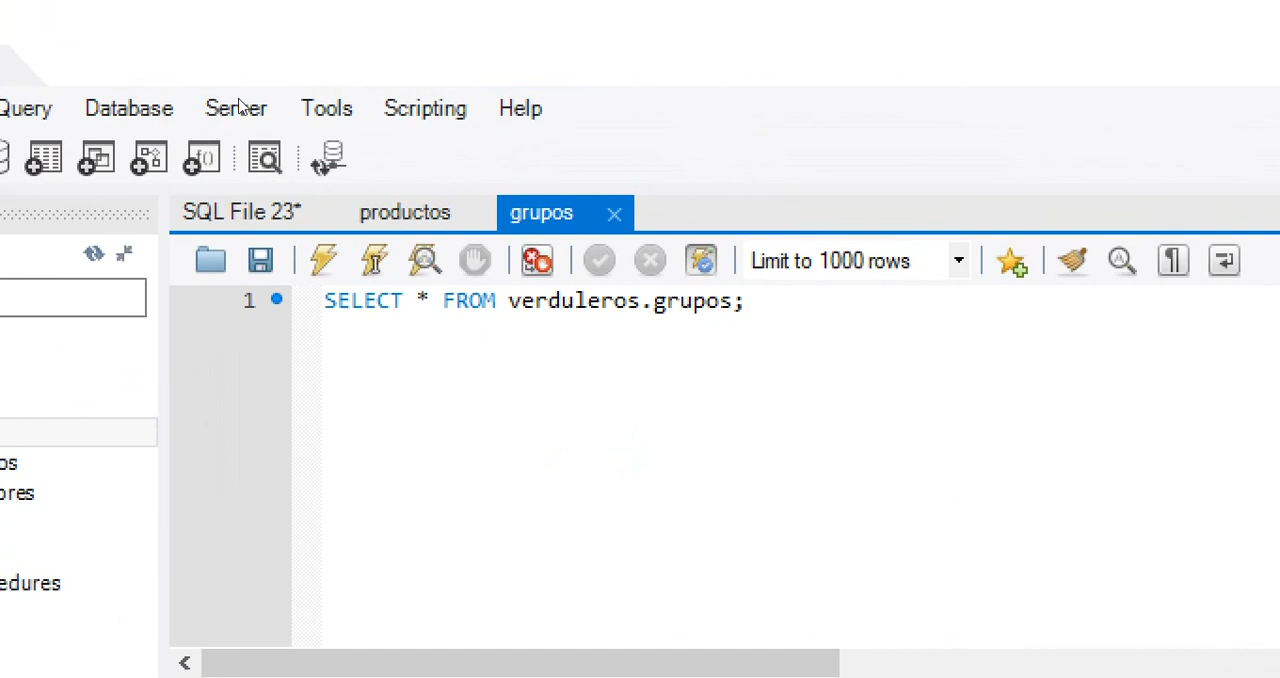 Query Database Server Tools Scripting Help
SQL File 23* productos grupos
Limit to 1000 rows
1 SELECT * FROM verduleros.grupos;
os
ores
edures